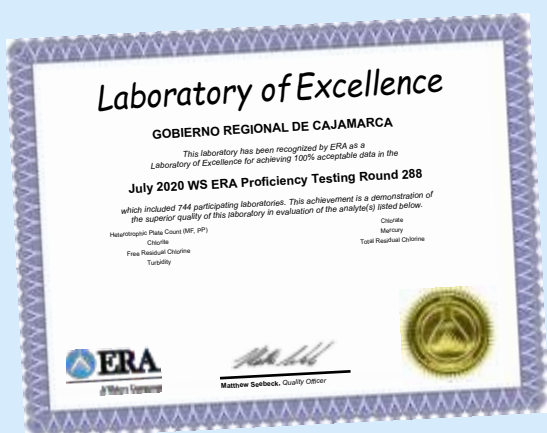 Laboratory of Excellence
GOBIERNO REGIONAL DE CAJAMARCA
This laboratory has been recognized by ERA as a
Laboratory of Excellence for achieving 100% acceptable data in the
July 2020 WS ERA Proficiency Testing Round 288
which included 744 participating laboratories. This achievement is a demonstration of
the superior quality of this laboratory in evaluation of the analyte(s) listed below.
Heterotrophic Plate Count (MF, PP)
Chlorite
Free Residual Chlorine
Turbidity
Chlorate
Mercury
Total Residual Chlorine
ERA
A Waters Company
Matthew Seebeck, Quality Officer